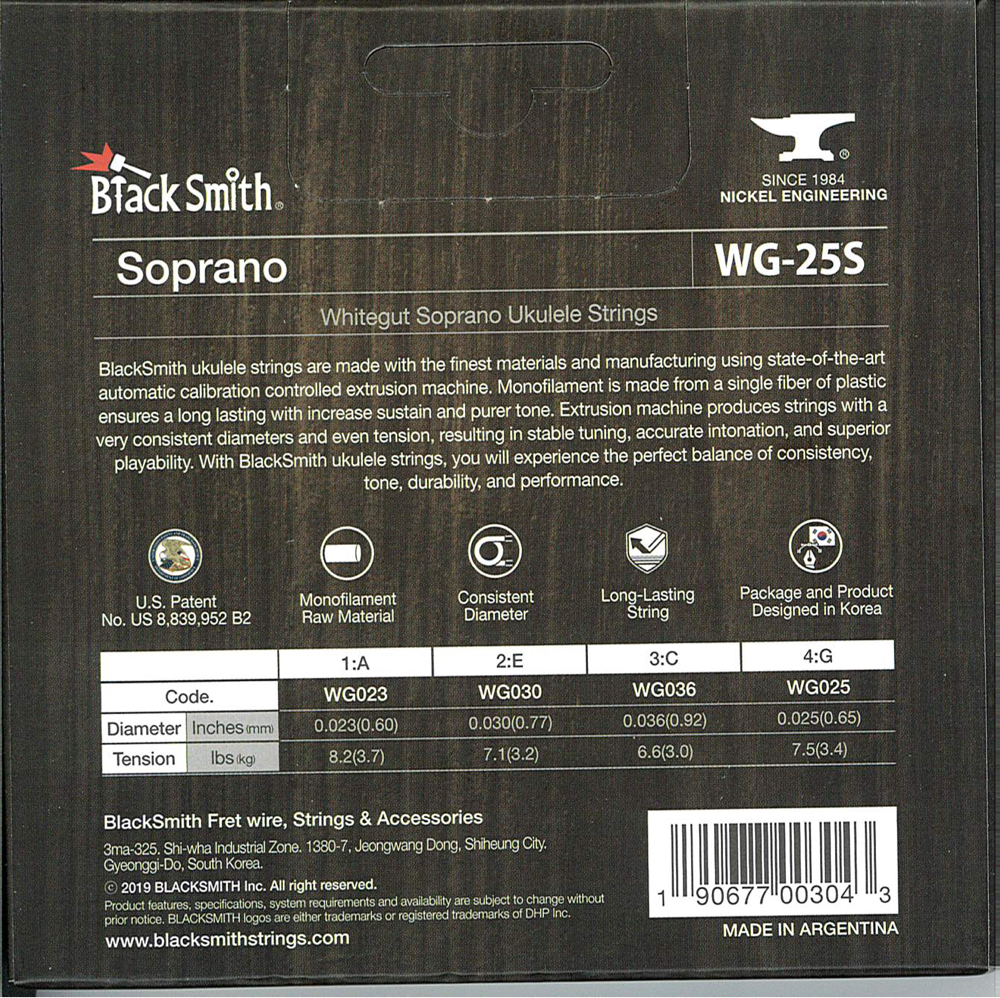 Black Smith®
®
SINCE 1984
NICKEL ENGINEERING
Soprano
WG-25S
Whitegut Soprano Ukulele Strings
BlackSmith ukulele strings are made with the finest materials and manufacturing using state-of-the-art
automatic calibration controlled extrusion machine. Monofilament is made from a single fiber of plastic
ensures a long lasting with increase sustain and purer tone. Extrusion machine produces strings with a
very consistent diameters and even tension, resulting in stable tuning, accurate intonation, and superior
playability. With BlackSmith ukulele strings, you will experience the perfect balance of consistency,
tone, durability, and performance.
U.S. Patent
No. US 8,839,952 B2
Monofilament
Raw Material
Consistent
Diameter
Long-Lasting
String
Package and Product
Designed in Korea
1:A 2:E 3:C 4:G
Code. WG023 WG030 WG036 WG025
Diameter Inches (mm) 0.023(0.60) 0.030(0.77) 0.036(0.92) 0.025(0.65)
Tension lbs (kg) 8.2(3.7) 7.1(3.2) 6.6(3.0) 7.5(3.4)
BlackSmith Fret wire, Strings & Accessories
3ma-325. Shi-wha Industrial Zone. 1380-7, Jeongwang Dong, Shiheung City.
Gyeonggi-Do, South Korea.
© 2019 BLACKSMITH Inc. All right reserved.
Product features, specifications, system requirements and availability are subject to change without
prior notice. BLACKSMITH logos are either trademarks or registered trademarks of DHP Inc.
www.blacksmithstrings.com
1 90677 00304 3
MADE IN ARGENTINA